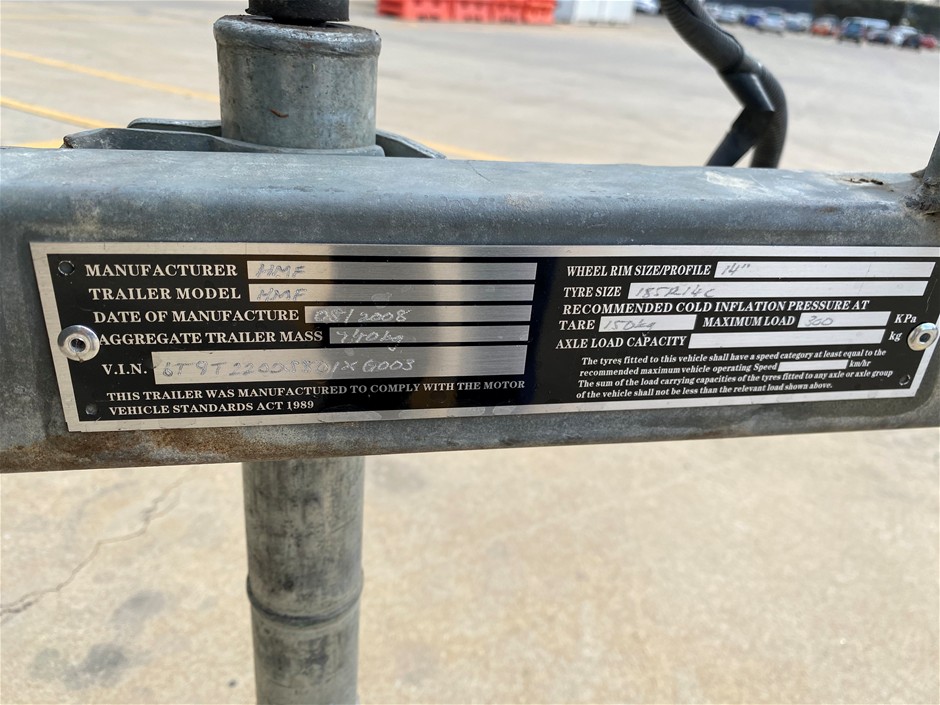 MANUFACTURER HMF
TRAILER MODEL HMF
DATE OF MANUFACTURE 08/2008
AGGREGATE TRAILER MASS 740kg
V.I.N.
THIS TRAILER WAS MANUFACTURED TO COMPLY WITH THE MOTOR
VEHICLE STANDARDS ACT 1989
WHEEL RIM SIZE/PROFILE 14"
TYRE SIZE 185R14C
RECOMMENDED COLD INFLATION PRESSURE AT
TARE 150kg MAXIMUM LOAD 300 KPa
AXLE LOAD CAPACITY kg
The tyres fitted to this vehicle shall have a speed category at least equal to the
recommended maximum vehicle operating Speed km/hr
The sum of the load carrying capacities of the tyres fitted to any axle or axle group
of the vehicle shall not be less than the relevant load shown above.